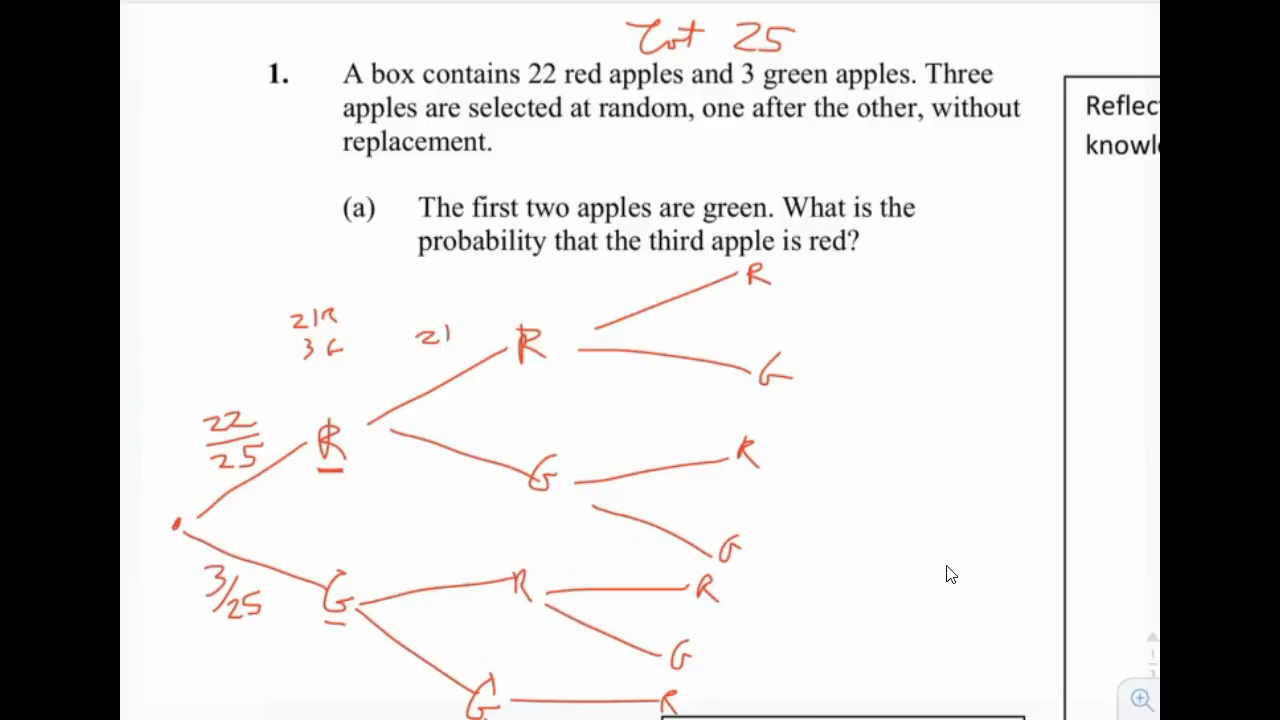 Tot 25
1. A box contains 22 red apples and 3 green apples. Three
apples are selected at random, one after the other, without
replacement.
Reflec
knowl
(a) The first two apples are green. What is the
probability that the third apple is red?
R
21R
3G
21
R
G
22
25
R
R
G
G
3/25
G
R
R
G
G
R